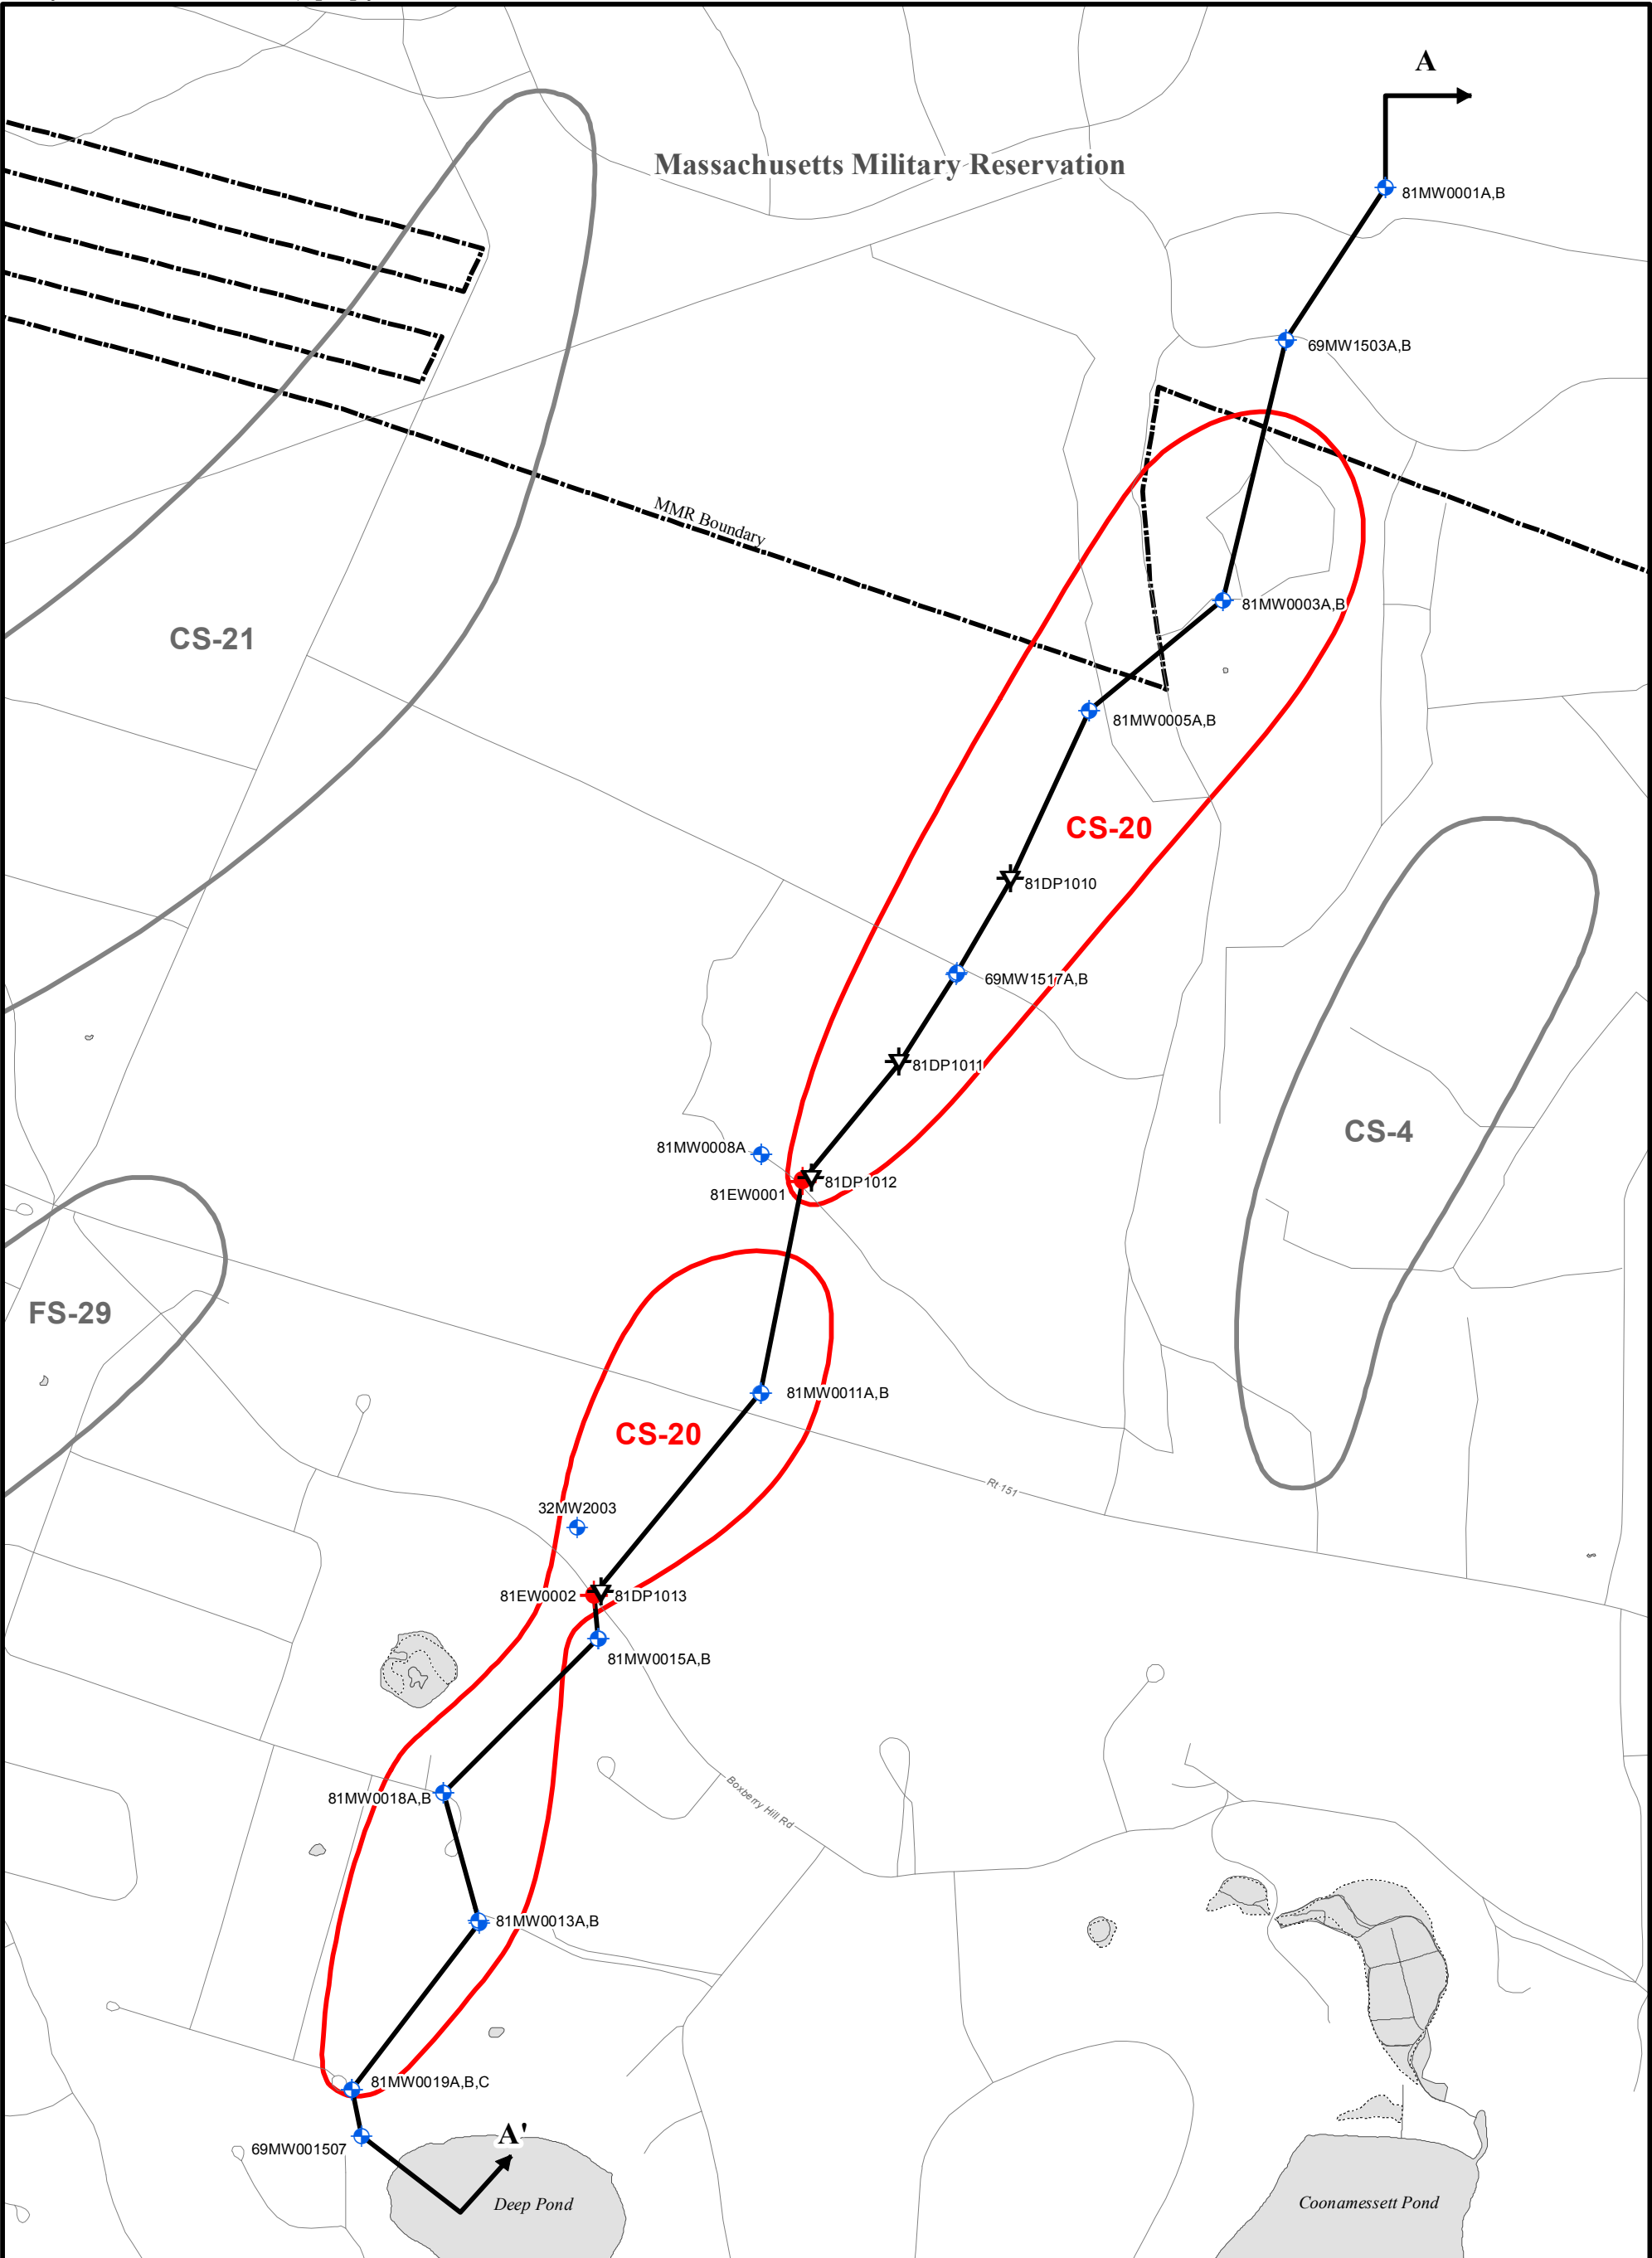 A
Massachusetts Military Reservation
81MW0001A,B
69MW1503A,B
MMR Boundary
81MW0003A,B
CS-21
81MW0005A,B
CS-20
81DP1010
69MW1517A,B
81DP1011
CS-4
81MW0008A
81DP1012
81EW0001
FS-29
81MW0011A,B
CS-20
Rt 151
32MW2003
81EW0002
81DP1013
81MW0015A,B
81MW0018A,B
Boxberry Hill Rd
81MW0013A,B
81MW0019A,B,C
A'
69MW001507
Deep Pond
Coonamessett Pond